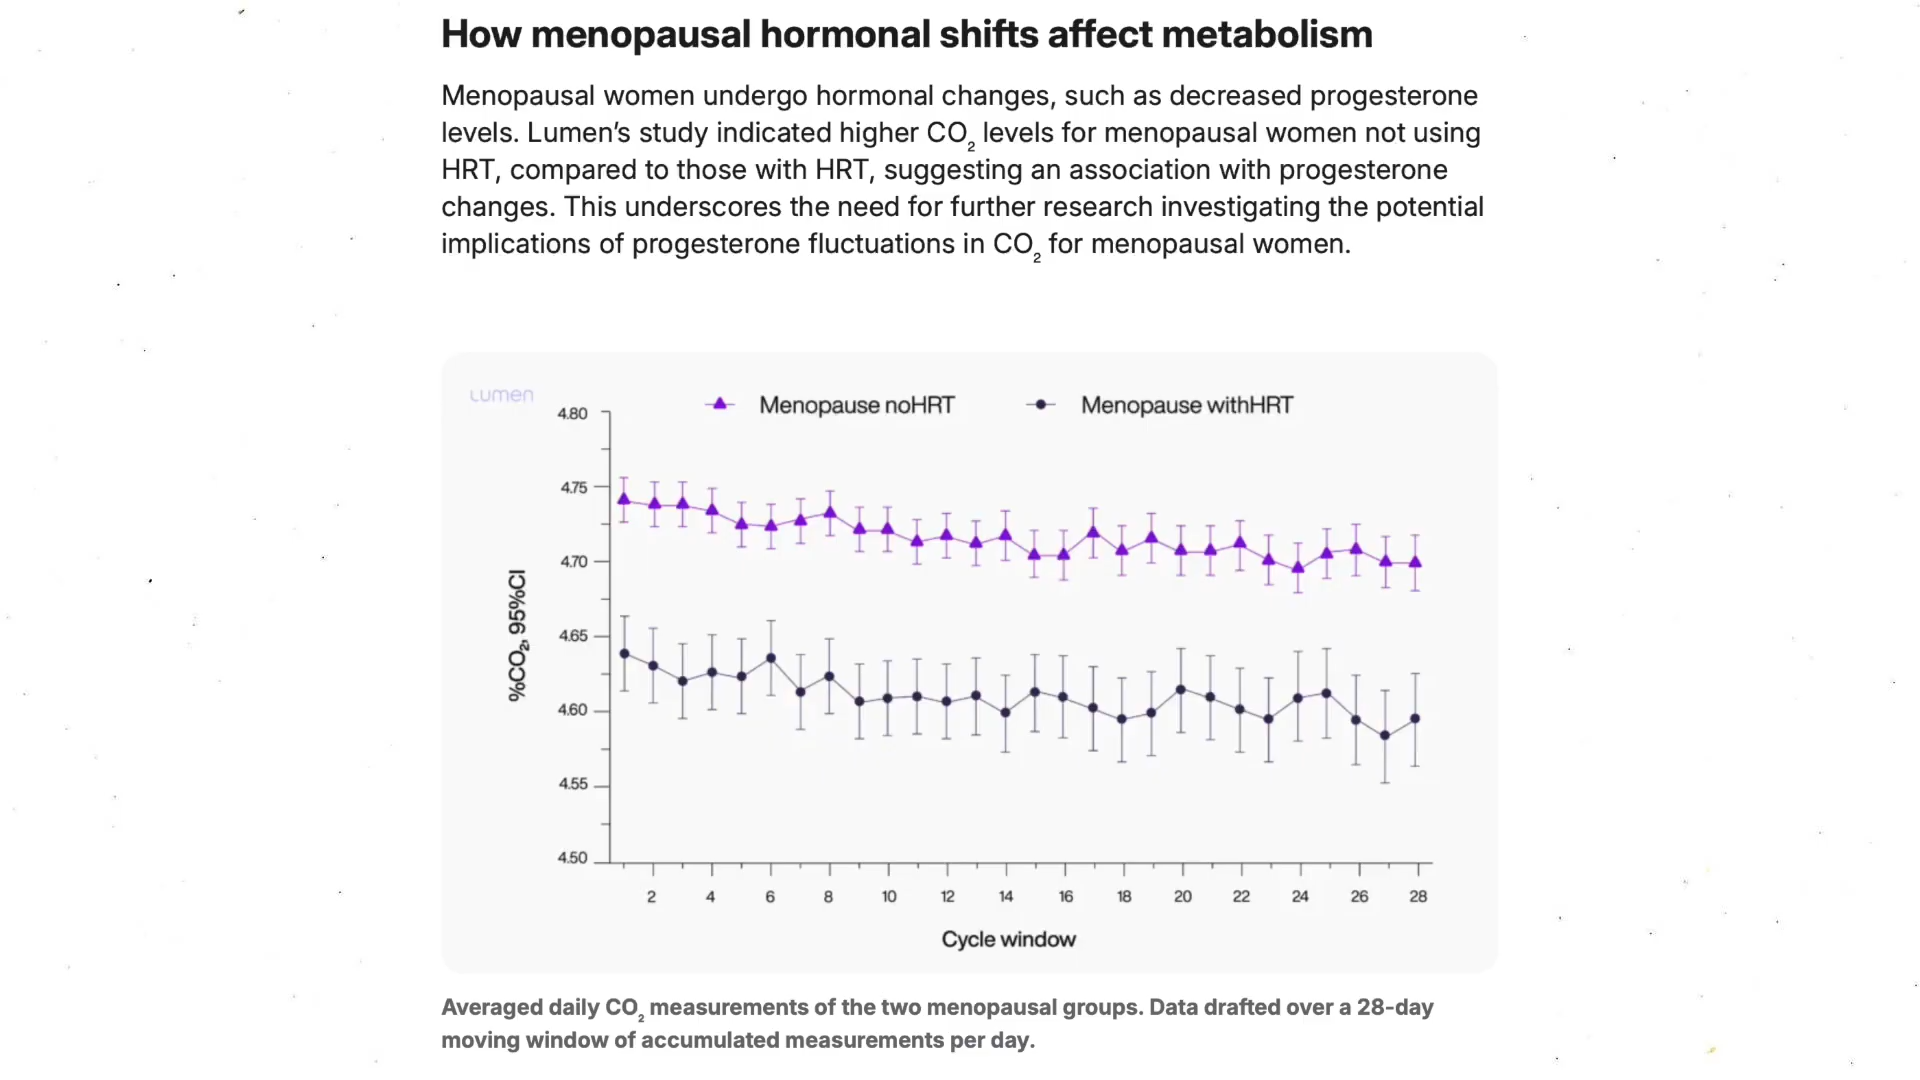 How menopausal hormonal shifts affect metabolism
Menopausal women undergo hormonal changes, such as decreased progesterone
levels. Lumen’s study indicated higher CO₂ levels for menopausal women not using
HRT, compared to those with HRT, suggesting an association with progesterone
changes. This underscores the need for further research investigating the potential
implications of progesterone fluctuations in CO₂ for menopausal women.
Lumen
Menopause noHRT
Menopause withHRT
4.80
4.75
4.70
4.65
4.60
4.55
4.50
%CO₂, 95%CI
2 4 6 8 10 12 14 16 18 20 22 24 26 28
Cycle window
Averaged daily CO₂ measurements of the two menopausal groups. Data drafted over a 28-day
moving window of accumulated measurements per day.